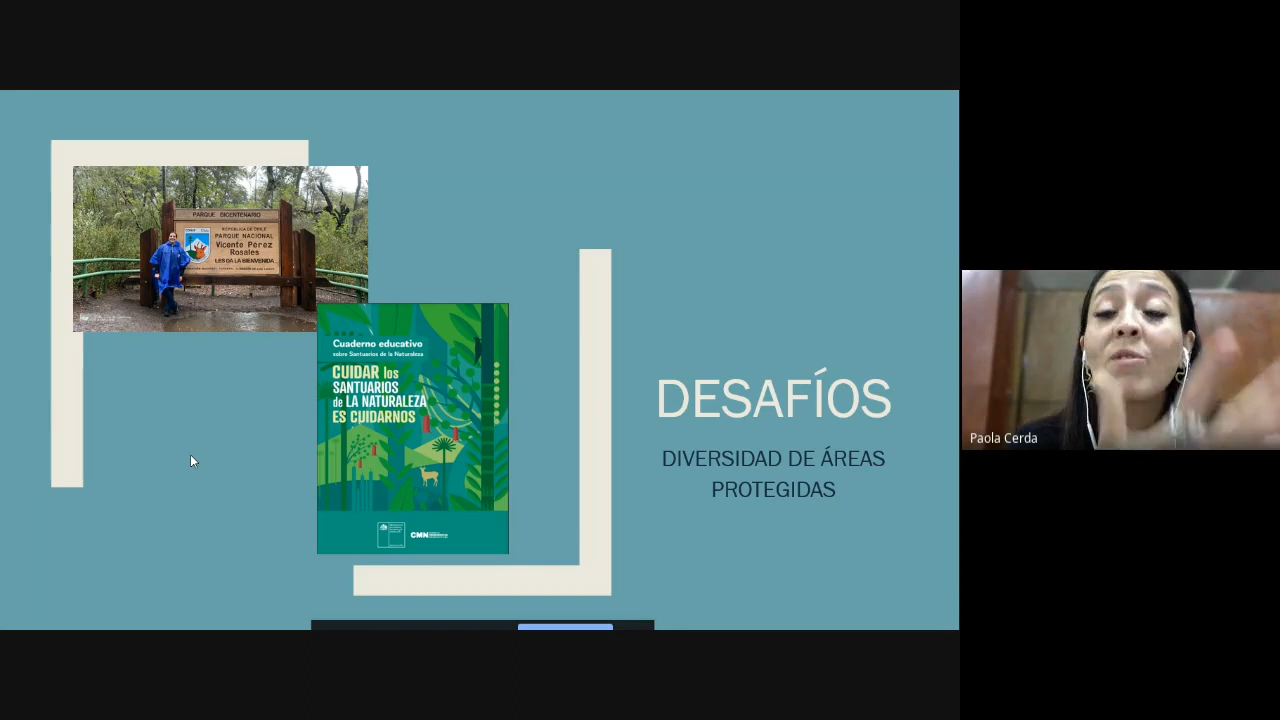 PARQUE BICENTENARIO
REPÚBLICA DE CHILE
PARQUE NACIONAL
Vicente Pérez
Rosales
LES DA LA BIENVENIDA
Cuaderno educativo
sobre Santuarios de la Naturaleza
CUIDAR los
SANTUARIOS
de LA NATURALEZA
ES CUIDARNOS
CMN
DESAFÍOS
DIVERSIDAD DE ÁREAS
PROTEGIDAS
Paola Cerda